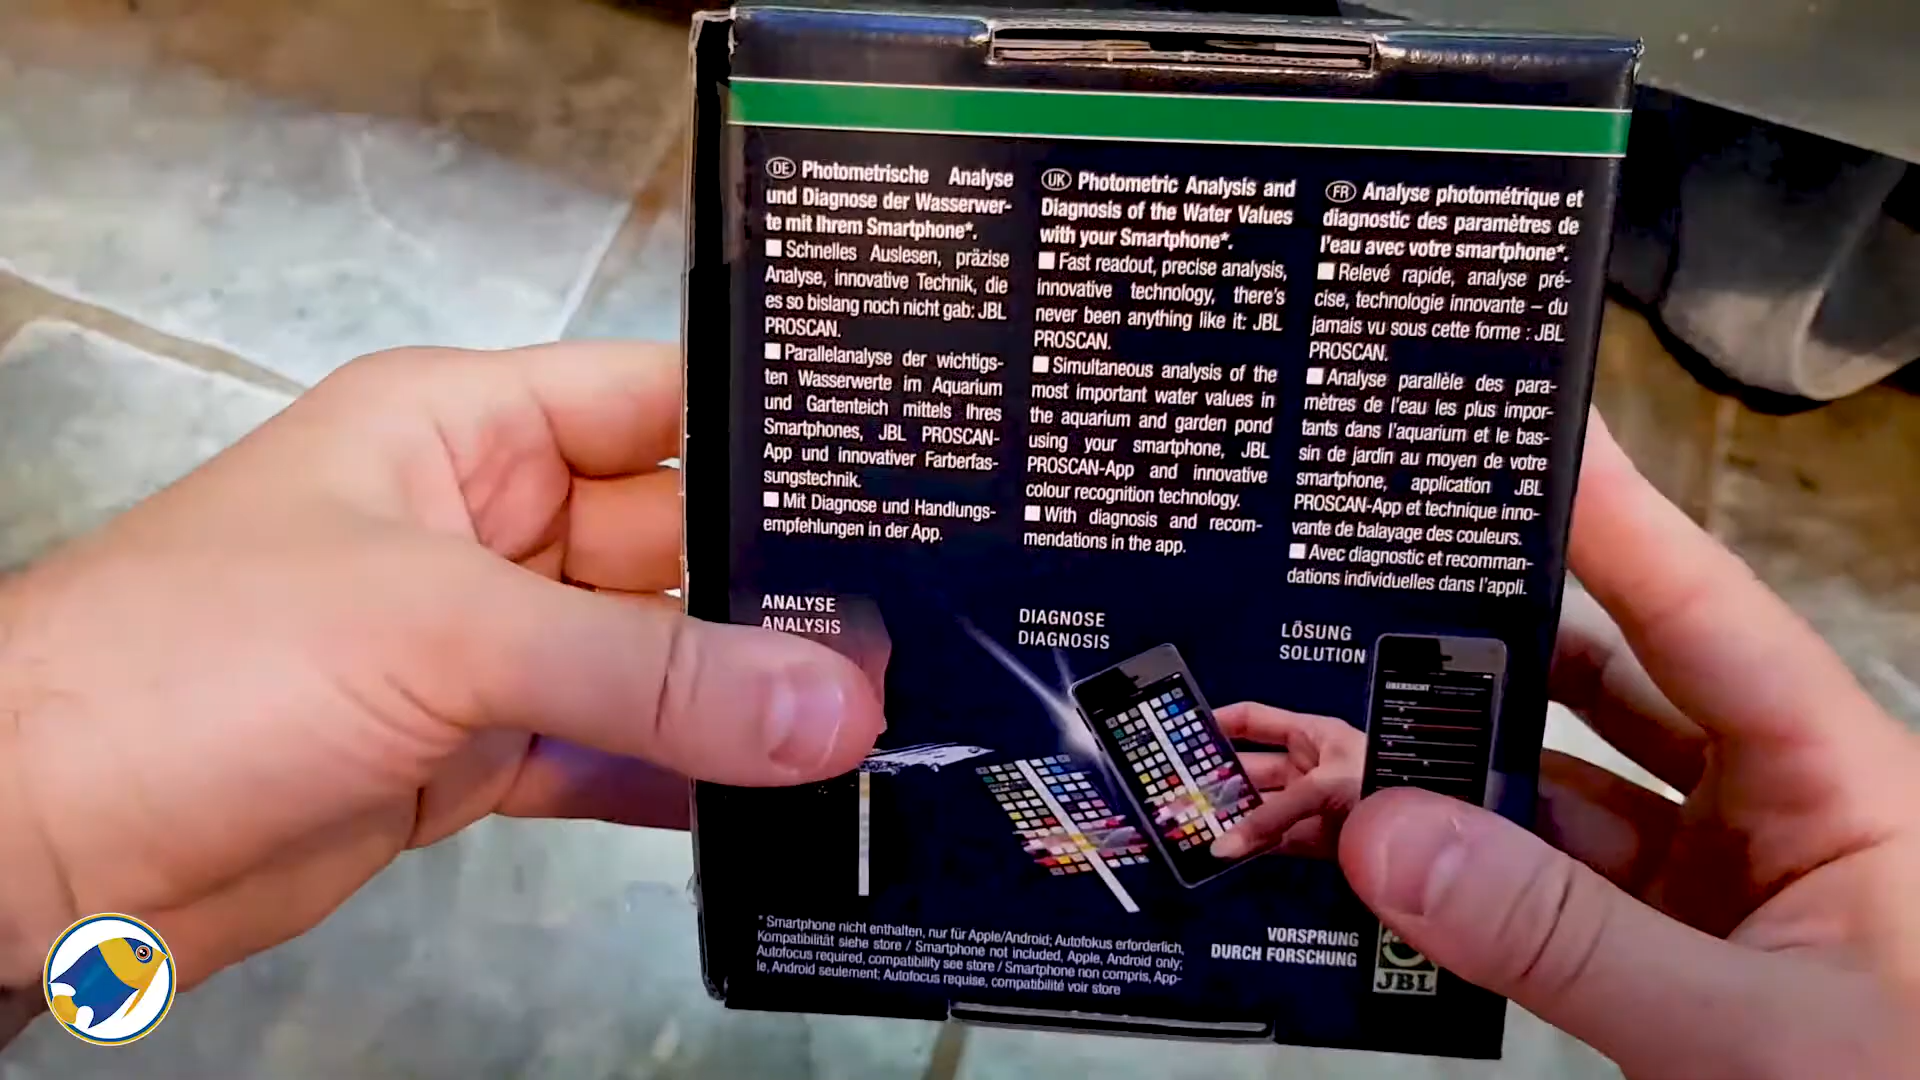 DE Photometrische Analyse
und Diagnose der Wasserwer-
te mit Ihrem Smartphone*.
Schnelles Auslesen, präzise
Analyse, innovative Technik, die
es so bislang noch nicht gab: JBL
PROSCAN.
Parallelanalyse der wichtigs-
ten Wasserwerte im Aquarium
und Gartenteich mittels Ihres
Smartphones, JBL PROSCAN-
App und innovativer Farberfas-
sungstechnik.
Mit Diagnose und Handlungs-
empfehlungen in der App.
UK Photometric Analysis and
Diagnosis of the Water Values
with your Smartphone*.
Fast readout, precise analysis,
innovative technology, there's
never been anything like it: JBL
PROSCAN.
Simultaneous analysis of the
most important water values in
the aquarium and garden pond
using your smartphone, JBL
PROSCAN-App and innovative
colour recognition technology.
With diagnosis and recom-
mendations in the app.
FR Analyse photométrique et
diagnostic des paramètres de
l'eau avec votre smartphone*.
Relevé rapide, analyse pré-
cise, technologie innovante – du
jamais vu sous cette forme : JBL
PROSCAN.
Analyse parallèle des para-
mètres de l'eau les plus impor-
tants dans l'aquarium et le bas-
sin de jardin au moyen de votre
smartphone, application JBL
PROSCAN-App et technique inno-
vante de balayage des couleurs.
Avec diagnostic et recomman-
dations individuelles dans l'appli.
ANALYSE
ANALYSIS
DIAGNOSE
DIAGNOSIS
LÖSUNG
SOLUTION
ÜBERSICHT
* Smartphone nicht enthalten, nur für Apple/Android; Autofokus erforderlich,
Kompatibilität siehe store / Smartphone not included, Apple, Android only;
Autofocus required, compatibility see store / Smartphone non compris, App-
le, Android seulement; Autofocus requise, compatibilité voir store
VORSPRUNG
DURCH FORSCHUNG
JBL